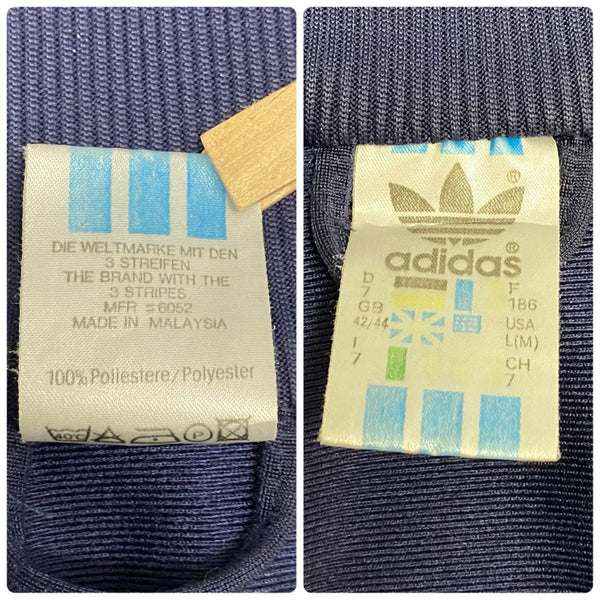 DIE WELTMARKE MIT DEN
3 STREIFEN
THE BRAND WITH THE
3 STRIPES
MFR #6052
MADE IN MALAYSIA
100% Poliestere/Polyester
40°C P
®
adidas®
D
7
GB
42/44
I
7
F
186
USA
L(M)
CH
7